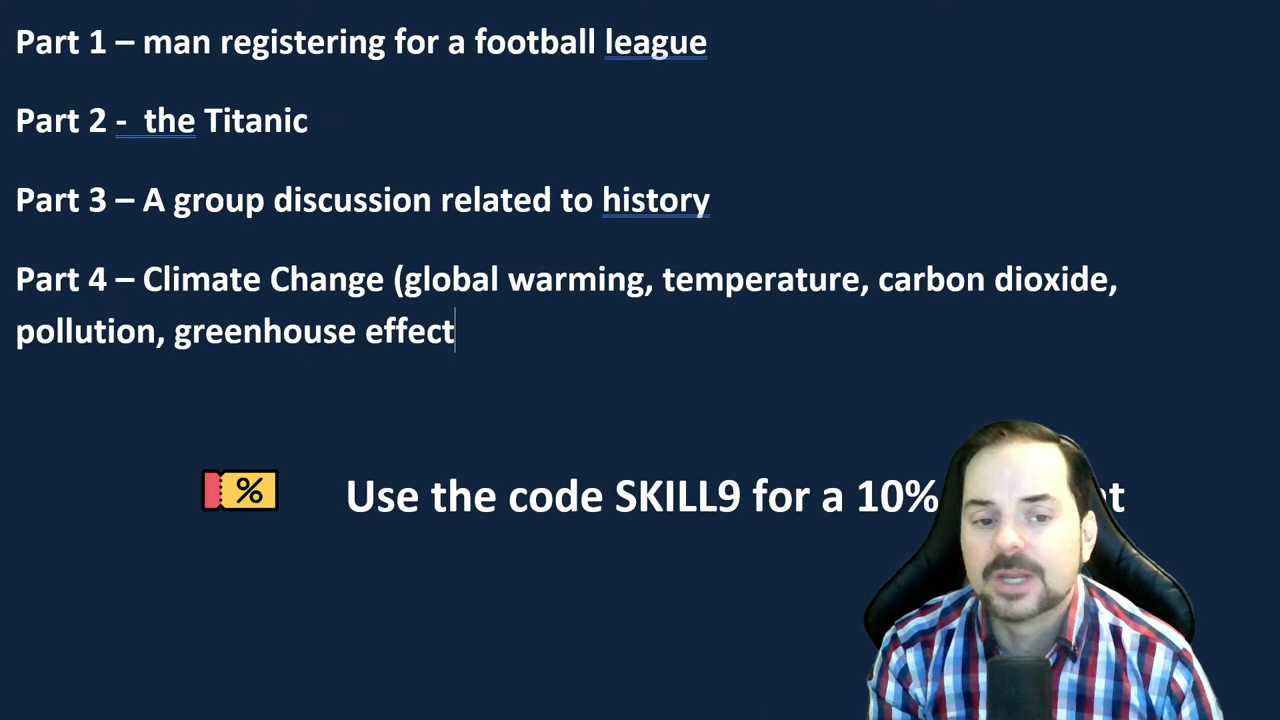 Part 1 – man registering for a football league
Part 2 -  the Titanic
Part 3 – A group discussion related to history
Part 4 – Climate Change (global warming, temperature, carbon dioxide,
pollution, greenhouse effect
% Use the code SKILL9 for a 10%